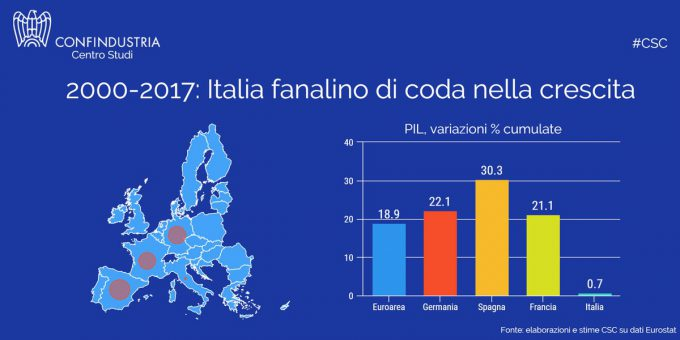 CONFINDUSTRIA
Centro Studi
#CSC
2000-2017: Italia fanalino di coda nella crescita
PIL, variazioni % cumulate
40
30
20
10
0
18.9
22.1
30.3
21.1
0.7
Euroarea
Germania
Spagna
Francia
Italia
Fonte: elaborazioni e stime CSC su dati Eurostat